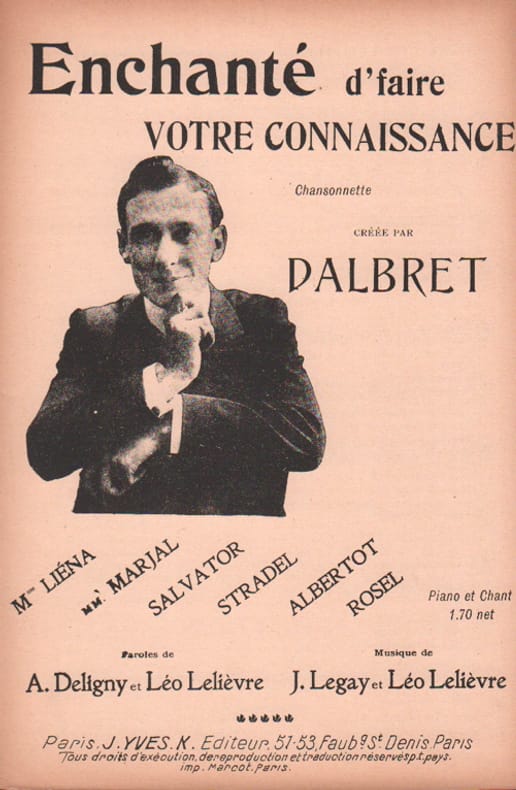 Enchanté d'faire
VOTRE CONNAISSANCE
Chansonnette
CRÉÉE PAR
DALBRET
Mme LIÉNA
MM. MARJAL
SALVATOR
STRADEL
ALBERTOT
ROSEL
Piano et Chant
1.70 net
Paroles de
A. Deligny et Léo Lelièvre
Musique de
J. Legay et Léo Lelièvre
Paris. J. YVES. K. Editeur. 51-53, Faubg St Denis. Paris
Tous droits d'exécution, de reproduction et traduction réservés p.t. pays.
imp. Marcot. Paris.